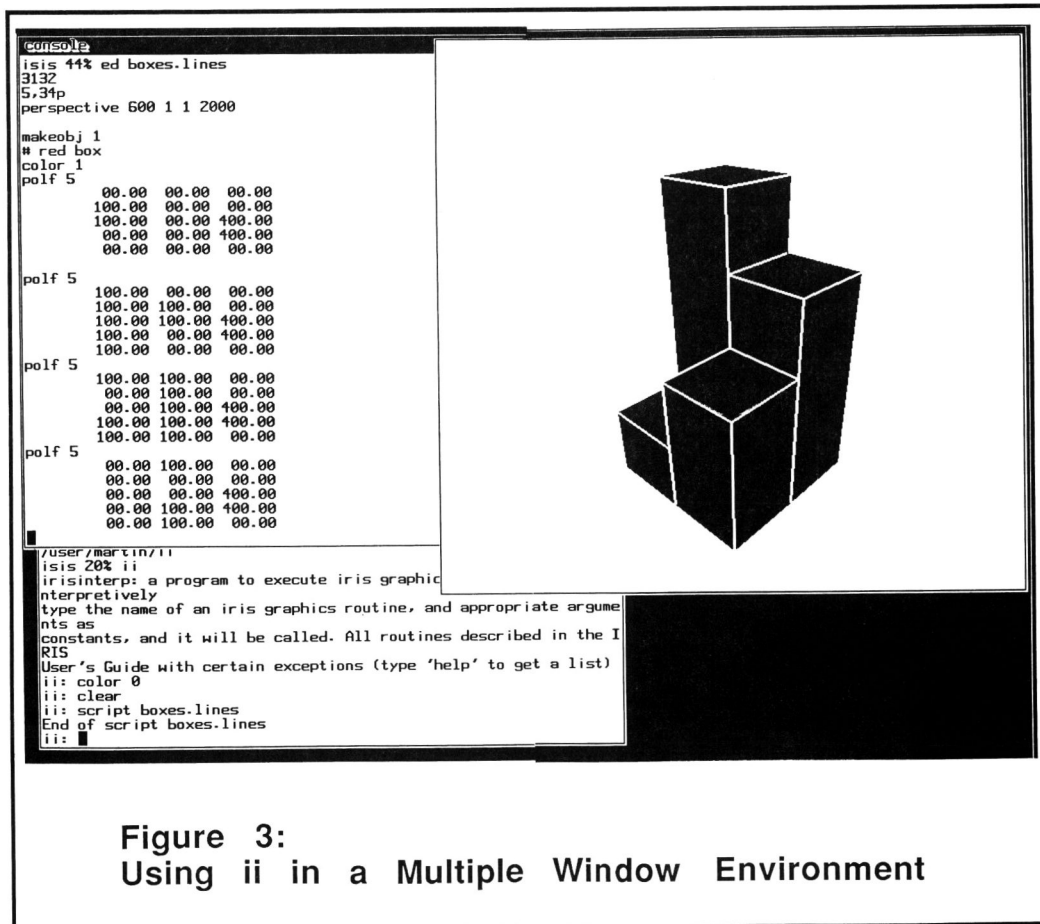 console
isis 44% ed boxes.lines
3132
5,34p
perspective 600 1 1 2000
makeobj 1
# red box
color 1
polf 5
00.00 00.00 00.00
100.00 00.00 00.00
100.00 00.00 400.00
00.00 00.00 400.00
00.00 00.00 00.00
polf 5
100.00 00.00 00.00
100.00 100.00 00.00
100.00 100.00 400.00
100.00 00.00 400.00
100.00 00.00 00.00
polf 5
100.00 100.00 00.00
00.00 100.00 00.00
00.00 100.00 400.00
100.00 100.00 400.00
100.00 100.00 00.00
polf 5
00.00 100.00 00.00
00.00 00.00 00.00
00.00 00.00 400.00
00.00 100.00 400.00
00.00 100.00 00.00
/user/martin/ii
isis 20% ii
irisinterp: a program to execute iris graphic
nterpretively
type the name of an iris graphics routine, and appropriate argume
nts as
constants, and it will be called. All routines described in the I
RIS
User's Guide with certain exceptions (type 'help' to get a list)
ii: color 0
ii: clear
ii: script boxes.lines
End of script boxes.lines
ii:
Figure 3:
Using ii in a Multiple Window Environment